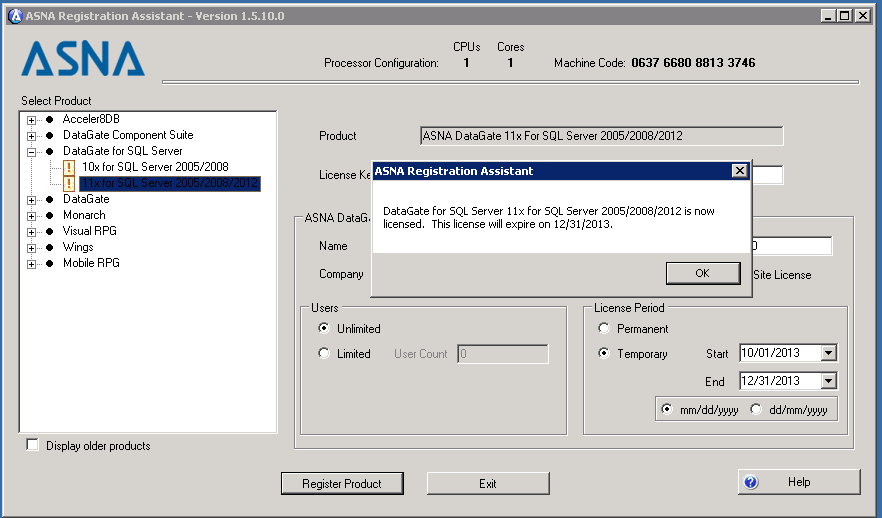 ASNA Registration Assistant - Version 1.5.10.0
ASNA
CPUs Cores
Processor Configuration: 1 1 Machine Code: 0637 6680 8813 3746
Select Product
Acceler8DB
DataGate Component Suite
DataGate for SQL Server
10x for SQL Server 2005/2008
11x for SQL Server 2005/2008/2012
DataGate
Monarch
Visual RPG
Wings
Mobile RPG
Display older products
Product ASNA DataGate 11x For SQL Server 2005/2008/2012
License Ke
ASNA Registration Assistant
DataGate for SQL Server 11x for SQL Server 2005/2008/2012 is now
licensed. This license will expire on 12/31/2013.
OK
ASNA DataG
Name
Company
Site License
Users
Unlimited
Limited User Count 0
License Period
Permanent
Temporary Start 10/01/2013
End 12/31/2013
mm/dd/yyyy dd/mm/yyyy
Register Product Exit Help